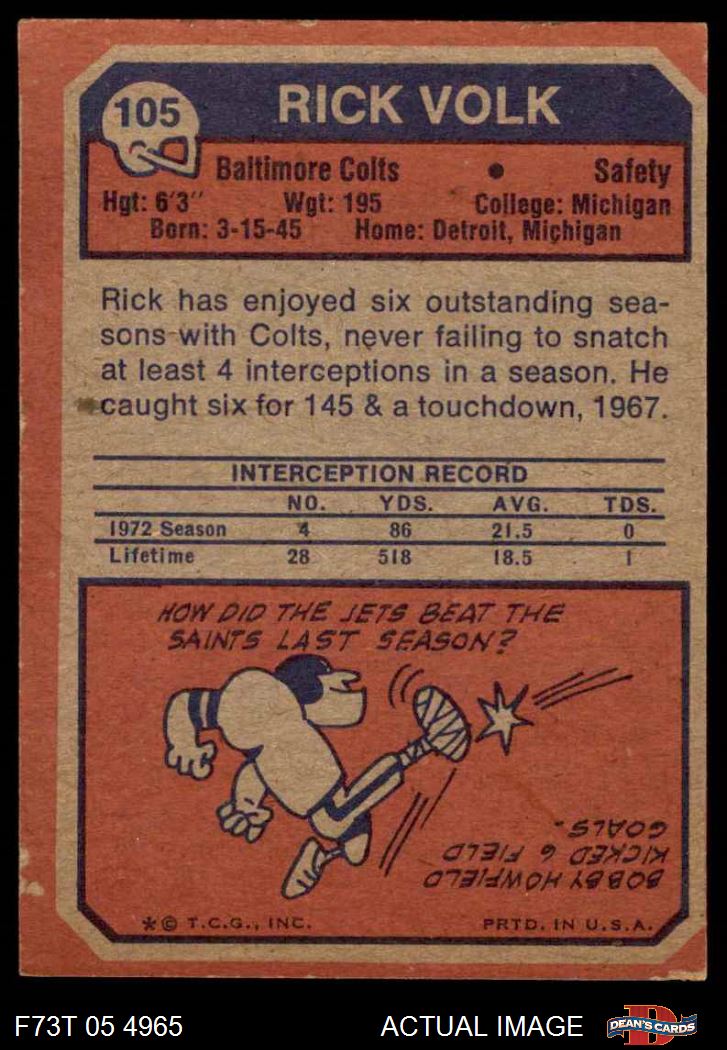 105
RICK VOLK
Baltimore Colts • Safety
Hgt: 6'3" Wgt: 195 College: Michigan
Born: 3-15-45 Home: Detroit, Michigan
Rick has enjoyed six outstanding sea-
sons with Colts, never failing to snatch
at least 4 interceptions in a season. He
caught six for 145 & a touchdown, 1967.
INTERCEPTION RECORD
NO. YDS. AVG. TDS.
1972 Season 4 86 21.5 0
Lifetime 28 518 18.5 1
HOW DID THE JETS BEAT THE
SAINTS LAST SEASON?
BOBBY HOWFIELD
KICKED 6 FIELD
GOALS.
*© T.C.G., INC. PRTD. IN U.S.A.
F73T 05 4965 ACTUAL IMAGE
D
DEAN'S CARDS